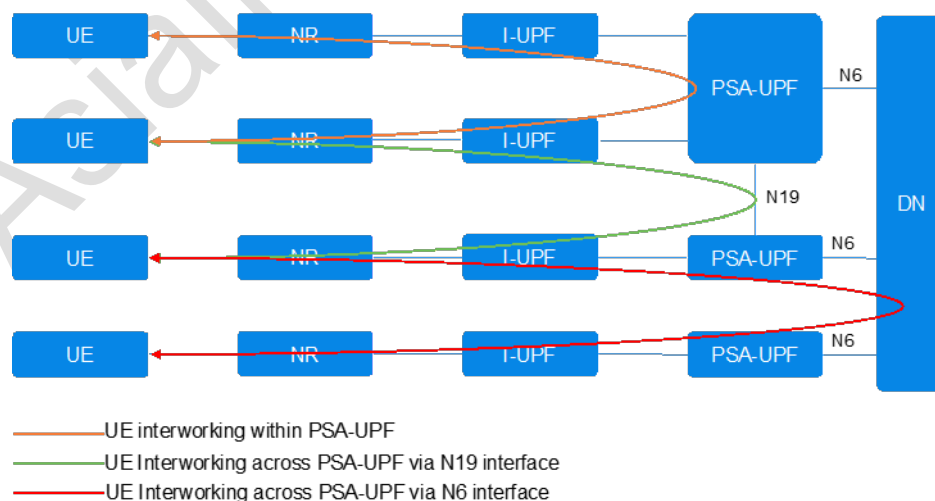 UE NR I-UPF PSA-UPF N6
UE NR I-UPF
N19
DN
UE NR I-UPF PSA-UPF N6
UE NR I-UPF PSA-UPF N6
UE interworking within PSA-UPF
UE Interworking across PSA-UPF via N19 interface
UE Interworking across PSA-UPF via N6 interface